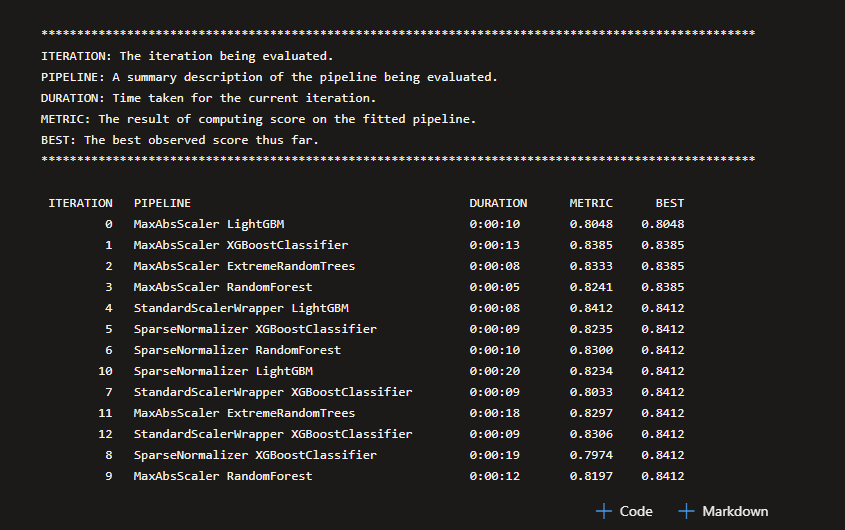 ****************************************************************************************************
ITERATION: The iteration being evaluated.
PIPELINE: A summary description of the pipeline being evaluated.
DURATION: Time taken for the current iteration.
METRIC: The result of computing score on the fitted pipeline.
BEST: The best observed score thus far.
****************************************************************************************************
ITERATION PIPELINE DURATION METRIC BEST
0 MaxAbsScaler LightGBM 0:00:10 0.8048 0.8048
1 MaxAbsScaler XGBoostClassifier 0:00:13 0.8385 0.8385
2 MaxAbsScaler ExtremeRandomTrees 0:00:08 0.8333 0.8385
3 MaxAbsScaler RandomForest 0:00:05 0.8241 0.8385
4 StandardScalerWrapper LightGBM 0:00:08 0.8412 0.8412
5 SparseNormalizer XGBoostClassifier 0:00:09 0.8235 0.8412
6 SparseNormalizer RandomForest 0:00:10 0.8300 0.8412
10 SparseNormalizer LightGBM 0:00:20 0.8234 0.8412
7 StandardScalerWrapper XGBoostClassifier 0:00:09 0.8033 0.8412
11 MaxAbsScaler ExtremeRandomTrees 0:00:18 0.8297 0.8412
12 StandardScalerWrapper XGBoostClassifier 0:00:09 0.8306 0.8412
8 SparseNormalizer XGBoostClassifier 0:00:19 0.7974 0.8412
9 MaxAbsScaler RandomForest 0:00:12 0.8197 0.8412
+ Code + Markdown